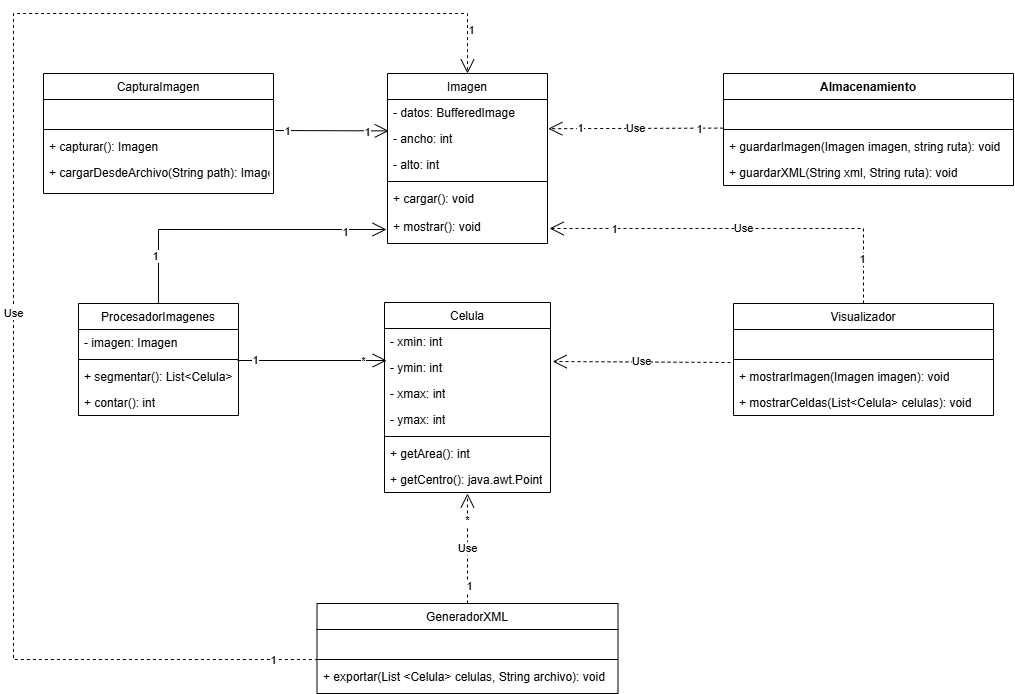 1
CapturaImagen
+ capturar(): Imagen
+ cargarDesdeArchivo(String path): Image
1
1
Imagen
- datos: BufferedImage
- ancho: int
- alto: int
+ cargar(): void
+ mostrar(): void
1
Use
1
Almacenamiento
+ guardarImagen(Imagen imagen, string ruta): void
+ guardarXML(String xml, String ruta): void
1
1
1
Use
1
Use
ProcesadorImagenes
- imagen: Imagen
+ segmentar(): List<Celula>
+ contar(): int
1
*
Celula
- xmin: int
- ymin: int
- xmax: int
- ymax: int
+ getArea(): int
+ getCentro(): java.awt.Point
Use
Visualizador
+ mostrarImagen(Imagen imagen): void
+ mostrarCeldas(List<Celula> celulas): void
*
Use
1
GeneradorXML
+ exportar(List <Celula> celulas, String archivo): void
1